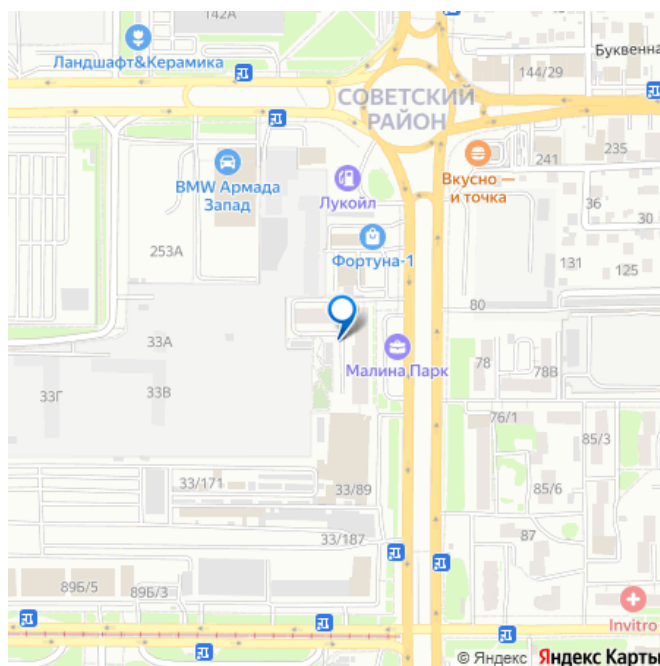 142А
Ландшафт&Керамика
Буквенна
144/29
СОВЕТСКИЙ
РАЙОН
BMW Армада
Запад
Лукойл
Вкусно —
и точка
241
235
36
30
253А
Фортуна-1
131
125
80
33А
Малина Парк
78
78В
33Г
33В
76/1
85/3
33/171
33/89
85/6
33/187
87
89Б/5
89Б/3
Invitro
© Яндекс Яндекс Карты